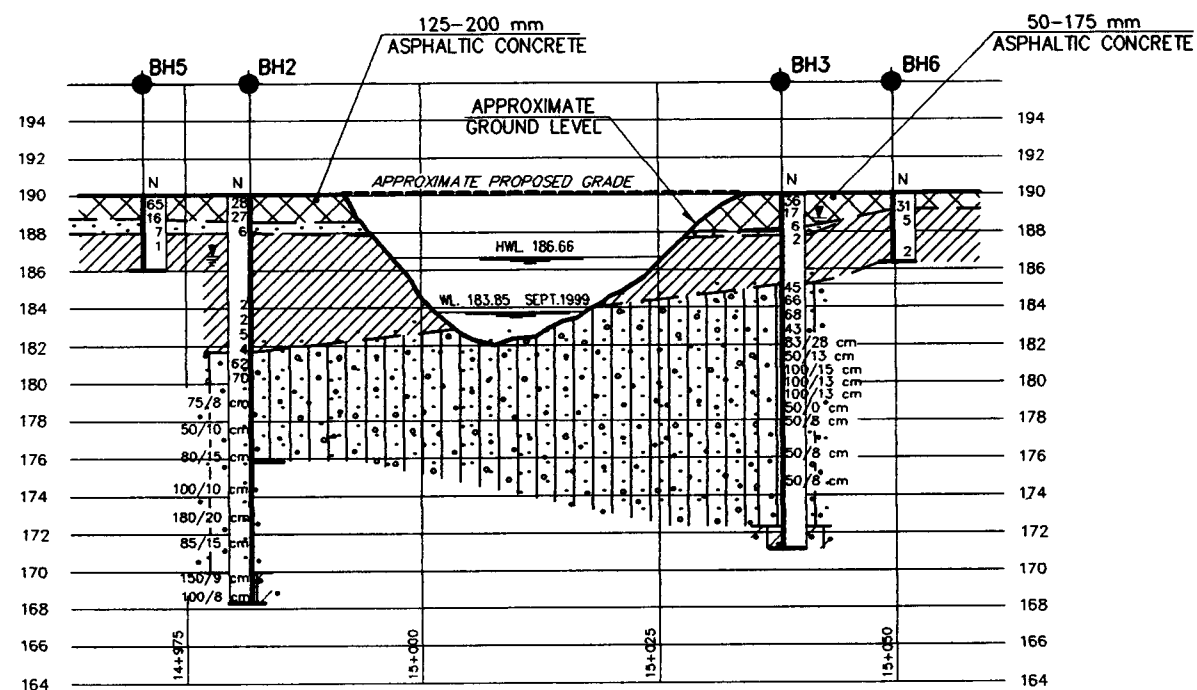 125-200 mm
ASPHALTIC CONCRETE
50-175 mm
ASPHALTIC CONCRETE
BH5
BH2
BH3
BH6
APPROXIMATE
GROUND LEVEL
194
194
192
192
N
N
APPROXIMATE PROPOSED GRADE
N
N
190
190
65
16
7
1
28
27
6
36
17
6
2
31
5
2
188
188
HWL 186.66
186
186
WL. 183.85 SEPT.1999
184
184
2
2
5
4
62
70
75/8 cm
50/10 cm
80/15 cm
100/10 cm
180/20 cm
85/15 cm
150/9 cm
100/8 cm
45
66
68
43
83/28 cm
50/13 cm
100/15 cm
100/13 cm
100/13 cm
50/0 cm
50/8 cm
50/8 cm
50/8 cm
182
182
180
180
178
178
176
176
174
174
172
172
170
170
168
168
166
166
164
164
14+975
15+000
15+025
15+050